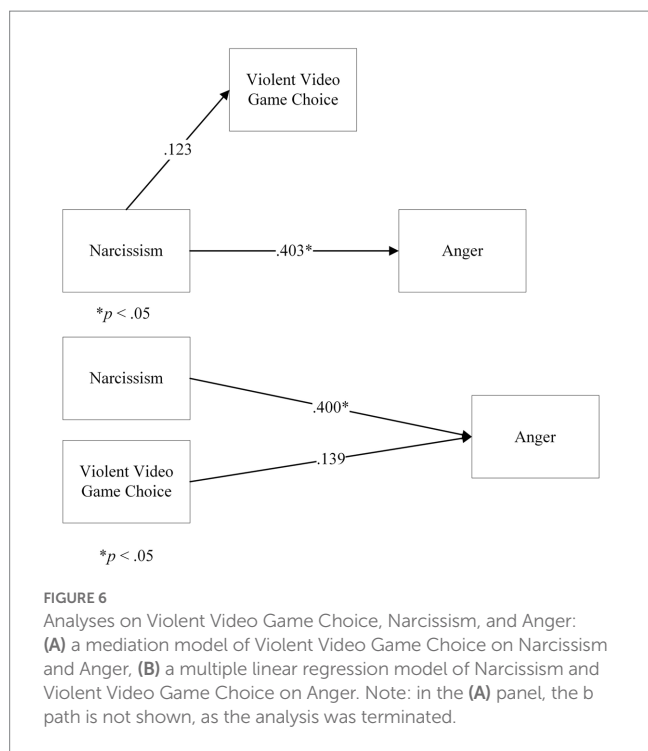 Violent Video
Game Choice
.123
Narcissism
.403*
Anger
*p < .05
Narcissism
.400*
Anger
.139
Violent Video
Game Choice
*p < .05
FIGURE 6
Analyses on Violent Video Game Choice, Narcissism, and Anger:
(A) a mediation model of Violent Video Game Choice on Narcissism
and Anger, (B) a multiple linear regression model of Narcissism and
Violent Video Game Choice on Anger. Note: in the (A) panel, the b
path is not shown, as the analysis was terminated.